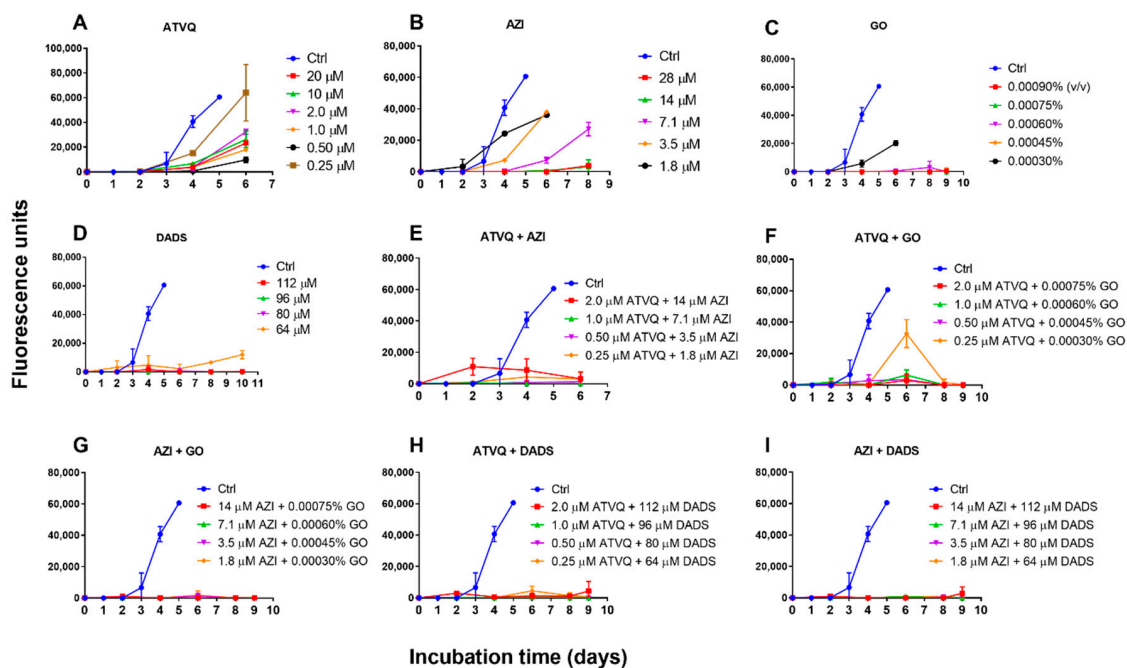 A
ATVQ
100,000
80,000
60,000
40,000
20,000
0
0 1 2 3 4 5 6 7
Ctrl
20 μM
10 μM
2.0 μM
1.0 μM
0.50 μM
0.25 μM
B
AZI
80,000
60,000
40,000
20,000
0
0 1 2 3 4 5 6 7 8 9
Ctrl
28 μM
14 μM
7.1 μM
3.5 μM
1.8 μM
C
GO
80,000
60,000
40,000
20,000
0
0 1 2 3 4 5 6 7 8 9 10
Ctrl
0.00090% (v/v)
0.00075%
0.00060%
0.00045%
0.00030%
Fluorescence units
D
DADS
80,000
60,000
40,000
20,000
0
0 1 2 3 4 5 6 7 8 9 10 11
Ctrl
112 μM
96 μM
80 μM
64 μM
E
ATVQ + AZI
80,000
60,000
40,000
20,000
0
0 1 2 3 4 5 6 7
Ctrl
2.0 μM ATVQ + 14 μM AZI
1.0 μM ATVQ + 7.1 μM AZI
0.50 μM ATVQ + 3.5 μM AZI
0.25 μM ATVQ + 1.8 μM AZI
F
ATVQ + GO
80,000
60,000
40,000
20,000
0
0 1 2 3 4 5 6 7 8 9 10
Ctrl
2.0 μM ATVQ + 0.00075% GO
1.0 μM ATVQ + 0.00060% GO
0.50 μM ATVQ + 0.00045% GO
0.25 μM ATVQ + 0.00030% GO
G
AZI + GO
80,000
60,000
40,000
20,000
0
0 1 2 3 4 5 6 7 8 9 10
Ctrl
14 μM AZI + 0.00075% GO
7.1 μM AZI + 0.00060% GO
3.5 μM AZI + 0.00045% GO
1.8 μM AZI + 0.00030% GO
H
ATVQ + DADS
80,000
60,000
40,000
20,000
0
0 1 2 3 4 5 6 7 8 9 10
Ctrl
2.0 μM ATVQ + 112 μM DADS
1.0 μM ATVQ + 96 μM DADS
0.50 μM ATVQ + 80 μM DADS
0.25 μM ATVQ + 64 μM DADS
I
AZI + DADS
80,000
60,000
40,000
20,000
0
0 1 2 3 4 5 6 7 8 9 10
Ctrl
14 μM AZI + 112 μM DADS
7.1 μM AZI + 96 μM DADS
3.5 μM AZI + 80 μM DADS
1.8 μM AZI + 64 μM DADS
Incubation time (days)